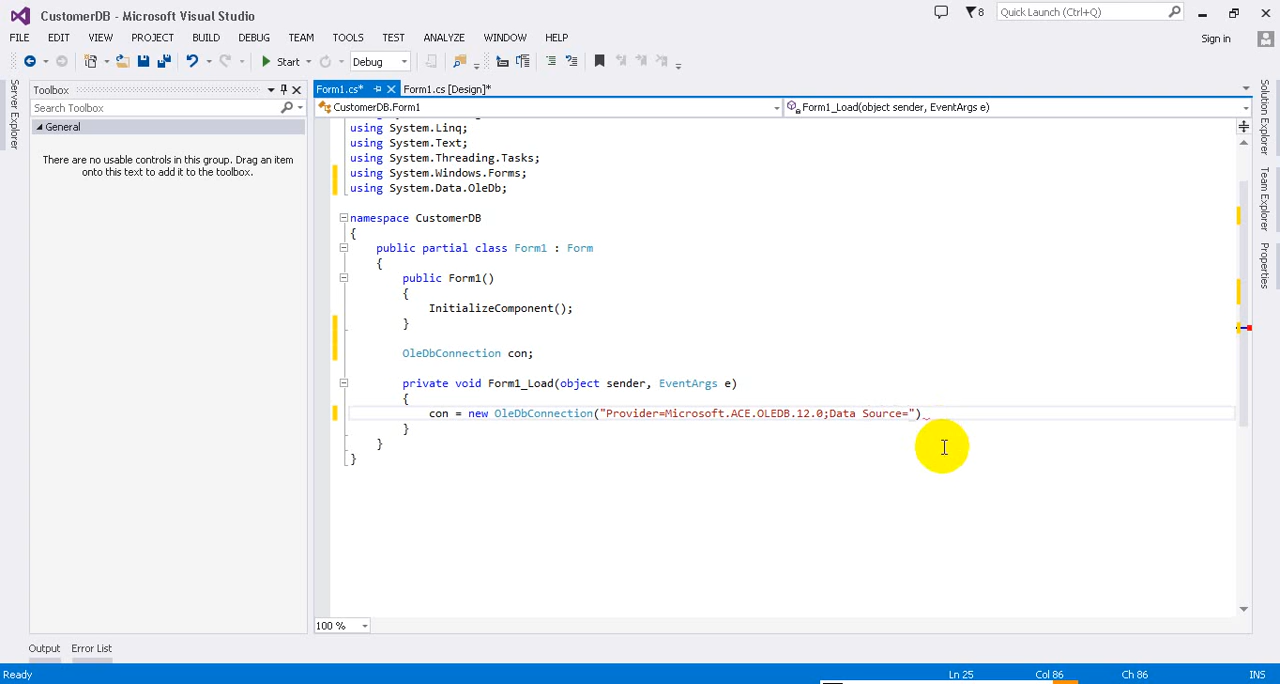 CustomerDB - Microsoft Visual Studio
8
Quick Launch (Ctrl+Q)
FILE EDIT VIEW PROJECT BUILD DEBUG TEAM TOOLS TEST ANALYZE WINDOW HELP
Sign in
Start
Debug
Server Explorer
Toolbox
Search Toolbox
General
There are no usable controls in this group. Drag an item
onto this text to add it to the toolbox.
Form1.cs*
Form1.cs [Design]*
CustomerDB.Form1
Form1_Load(object sender, EventArgs e)
using System.Linq;
using System.Text;
using System.Threading.Tasks;
using System.Windows.Forms;
using System.Data.OleDb;
namespace CustomerDB
{
public partial class Form1 : Form
{
public Form1()
{
InitializeComponent();
}
OleDbConnection con;
private void Form1_Load(object sender, EventArgs e)
{
con = new OleDbConnection("Provider=Microsoft.ACE.OLEDB.12.0;Data Source=")
}
}
}
100 %
Solution Explorer
Team Explorer
Properties
Output Error List
Ready
Ln 25
Col 86
Ch 86
INS